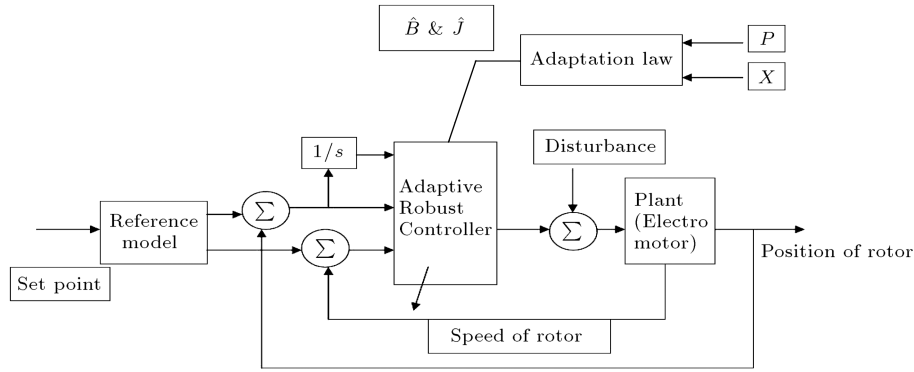 B̂ & Ĵ
Adaptation law
P
X
Disturbance
1/s
Adaptive
Robust
Controller
Plant
(Electro
motor)
Reference
model
Σ
Σ
Σ
Position of rotor
Set point
Speed of rotor